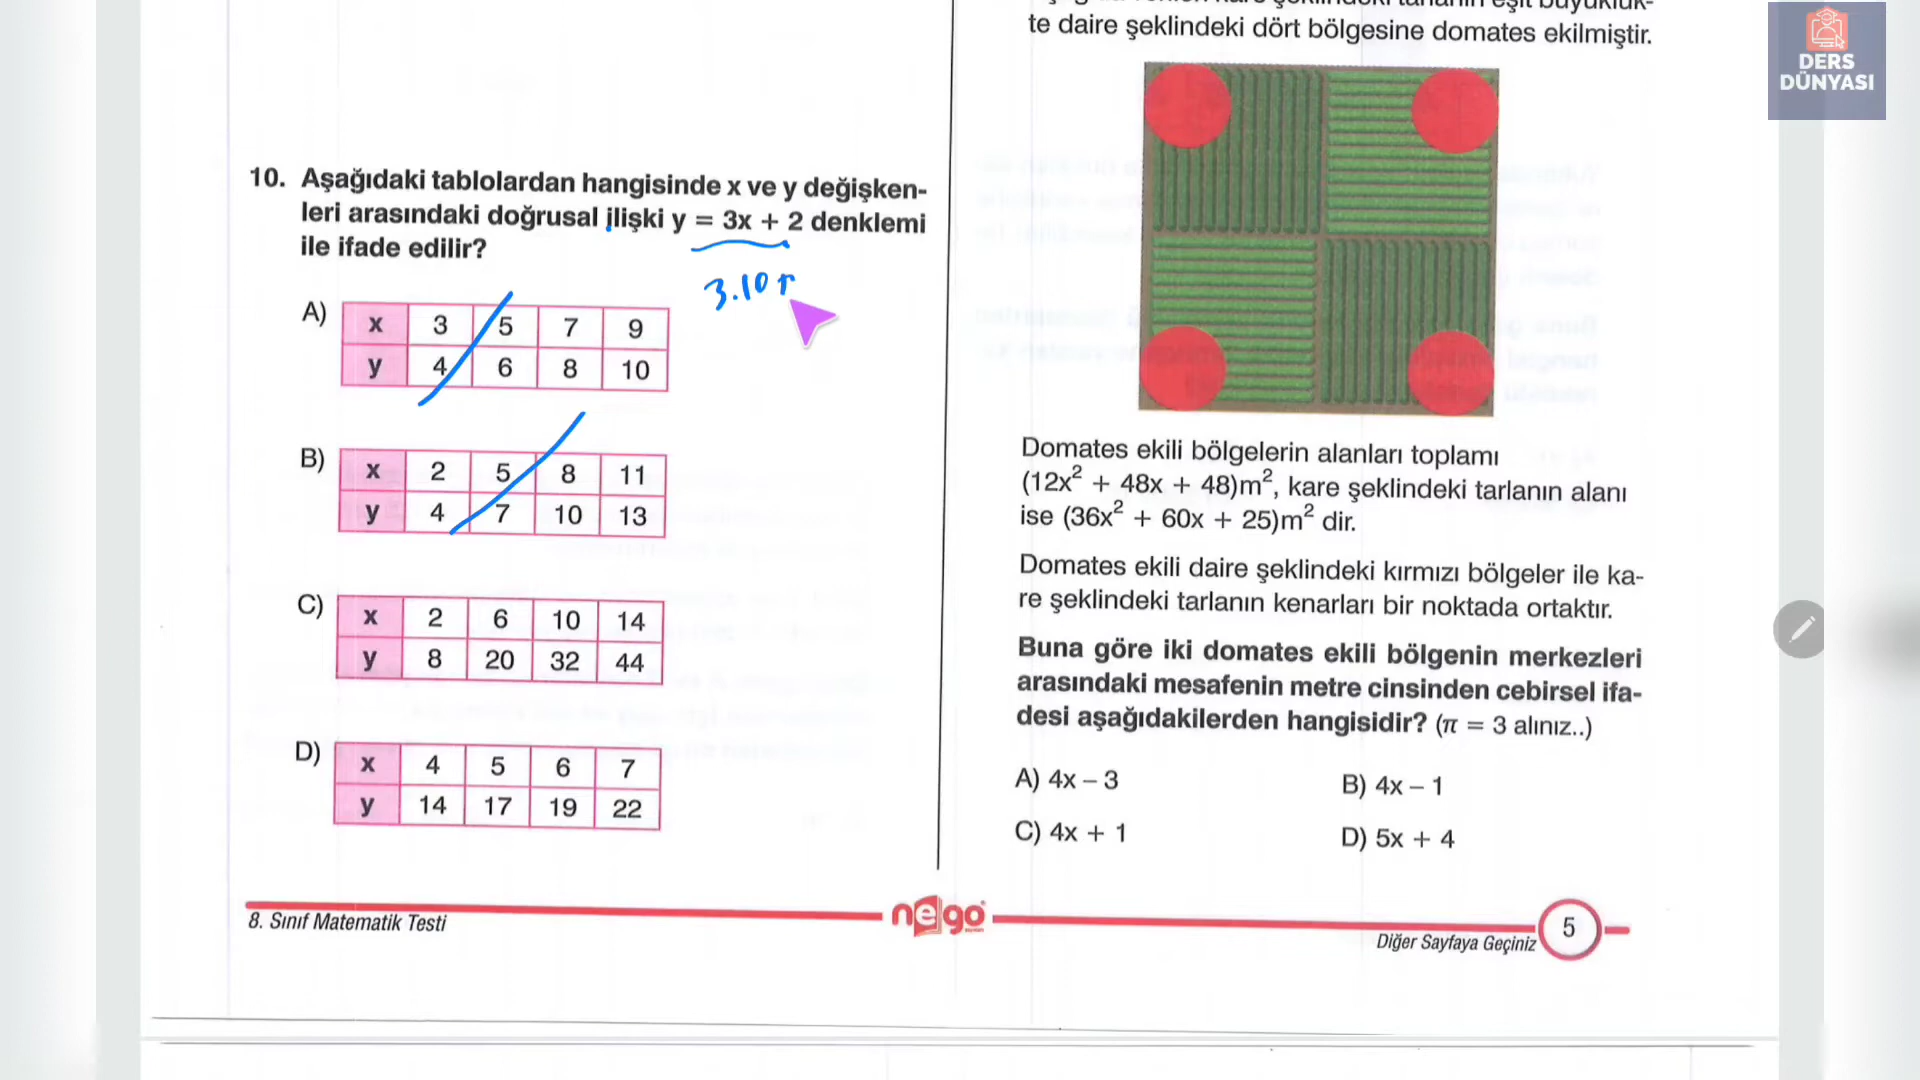 te daire şeklindeki dört bölgesine domates ekilmiştir.
DERS
DÜNYASI
10. Aşağıdaki tablolardan hangisinde x ve y değişken-
leri arasındaki doğrusal ilişki y = 3x + 2 denklemi
ile ifade edilir?
3.10 +
A)
x 3 5 7 9
y 4 6 8 10
B)
x 2 5 8 11
y 4 7 10 13
C)
x 2 6 10 14
y 8 20 32 44
D)
x 4 5 6 7
y 14 17 19 22
Domates ekili bölgelerin alanları toplamı
(12x² + 48x + 48)m², kare şeklindeki tarlanın alanı
ise (36x² + 60x + 25)m² dir.
Domates ekili daire şeklindeki kırmızı bölgeler ile ka-
re şeklindeki tarlanın kenarları bir noktada ortaktır.
Buna göre iki domates ekili bölgenin merkezleri
arasındaki mesafenin metre cinsinden cebirsel ifa-
desi aşağıdakilerden hangisidir? (π = 3 alınız..)
A) 4x – 3
B) 4x – 1
C) 4x + 1
D) 5x + 4
8. Sınıf Matematik Testi
nego
Diğer Sayfaya Geçiniz
5